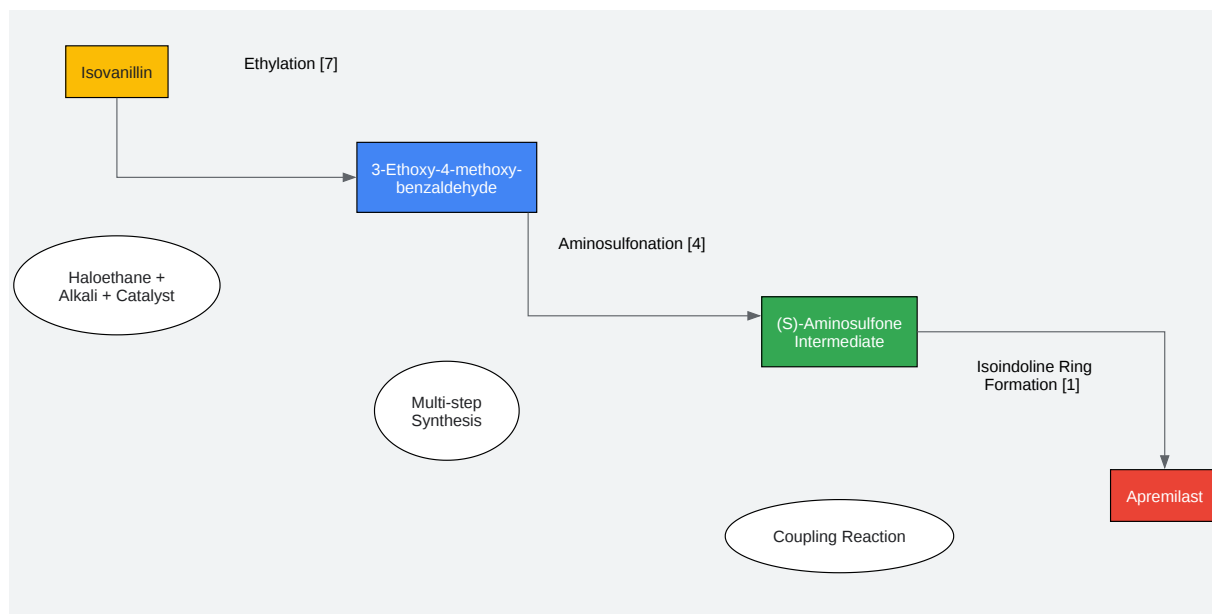 Isovanillin
Ethylation [7]
3-Ethoxy-4-methoxy-
benzaldehyde
Aminosulfonation [4]
Haloethane +
Alkali + Catalyst
(S)-Aminosulfone
Intermediate
Isoindoline Ring
Formation [1]
Multi-step
Synthesis
Apremilast
Coupling Reaction